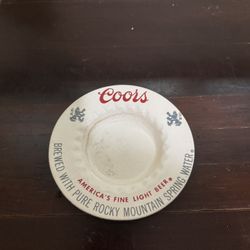 Coors
AMERICA'S FINE LIGHT BEER®
BREWED WITH PURE ROCKY MOUNTAIN SPRING WATER®